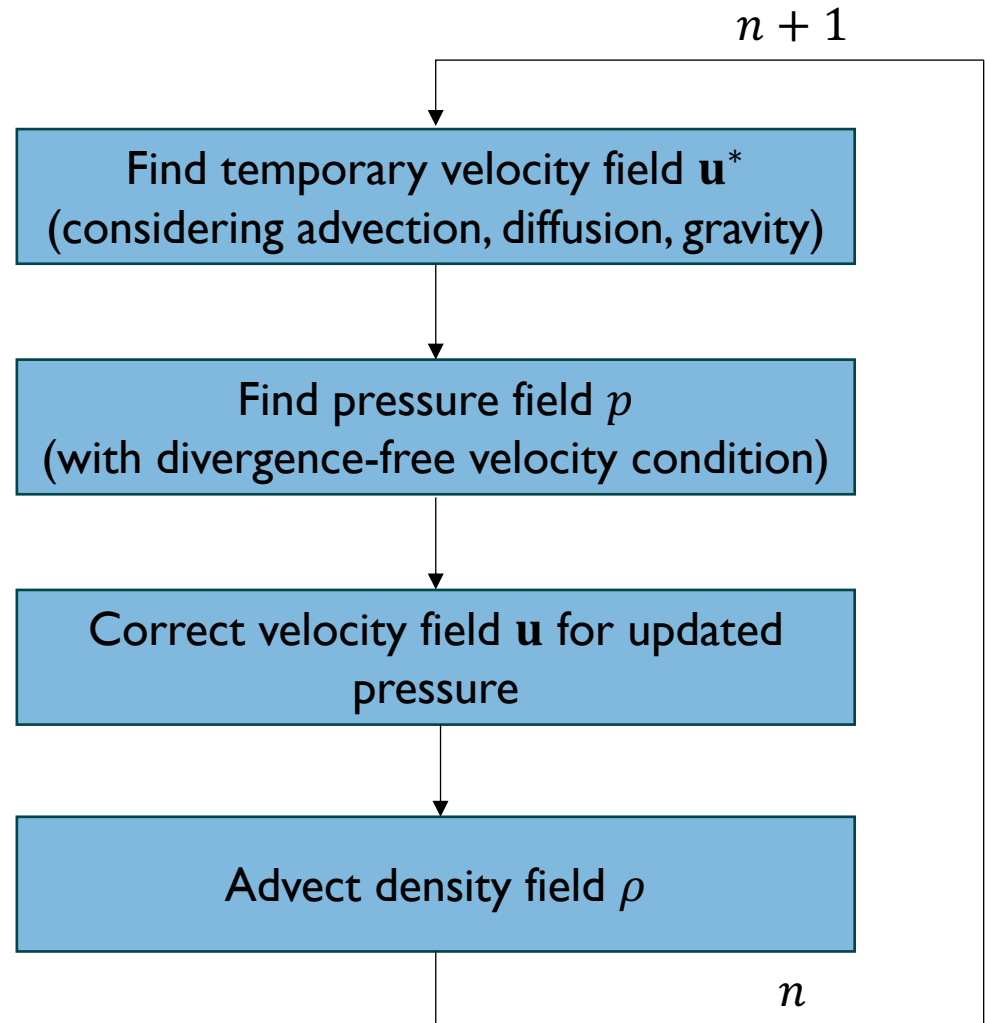 n + 1
Find temporary velocity field u*
(considering advection, diffusion, gravity)
Find pressure field p
(with divergence-free velocity condition)
Correct velocity field u for updated
pressure
Advect density field ρ
n